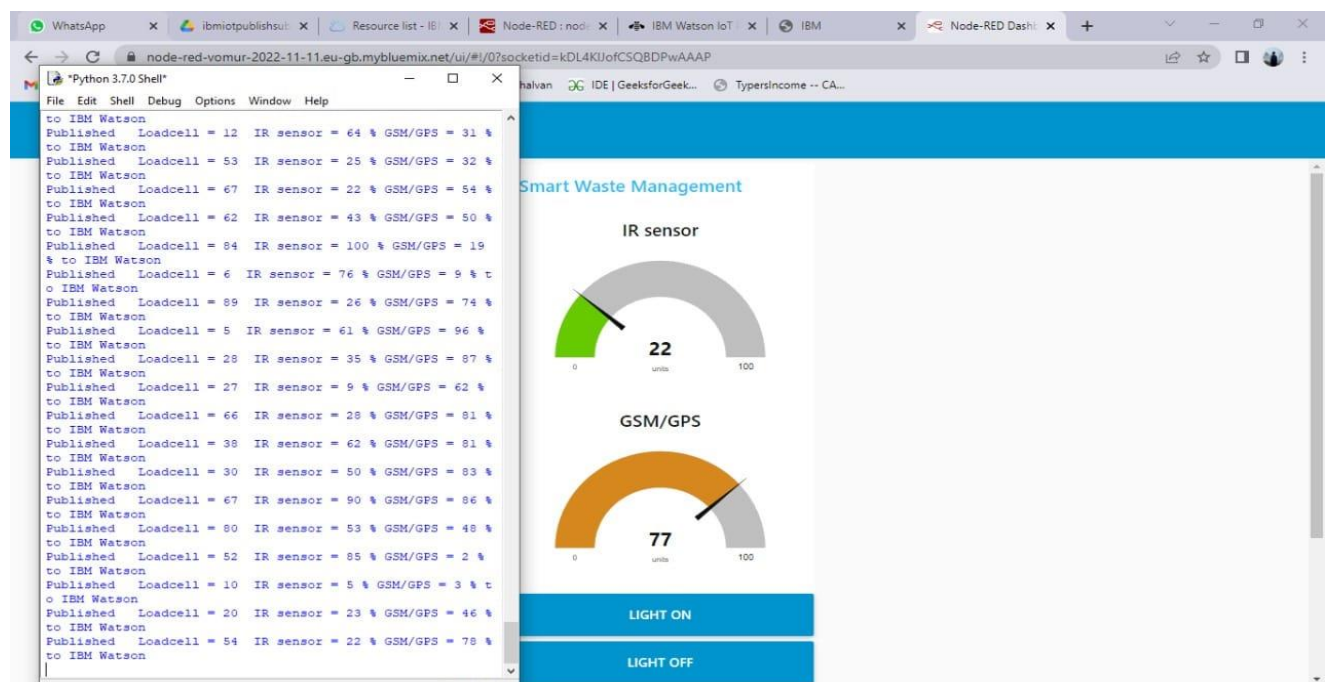 WhatsApp
ibmiotpublishsub
Resource list - IB
Node-RED : node
IBM Watson IoT
IBM
Node-RED Dashb
node-red-vomur-2022-11-11.eu-gb.mybluemix.net/ui/#!/0?socketid=kDL4KlJofCSQBDPwAAAP
*Python 3.7.0 Shell*
halvan
IDE | GeeksforGeek...
TypersIncome -- CA...
File Edit Shell Debug Options Window Help
to IBM Watson
Published Loadcell = 12 IR sensor = 64 % GSM/GPS = 31 %
to IBM Watson
Published Loadcell = 53 IR sensor = 25 % GSM/GPS = 32 %
to IBM Watson
Published Loadcell = 67 IR sensor = 22 % GSM/GPS = 54 %
to IBM Watson
Published Loadcell = 62 IR sensor = 43 % GSM/GPS = 50 %
to IBM Watson
Published Loadcell = 84 IR sensor = 100 % GSM/GPS = 19
% to IBM Watson
Published Loadcell = 6 IR sensor = 76 % GSM/GPS = 9 % t
o IBM Watson
Published Loadcell = 89 IR sensor = 26 % GSM/GPS = 74 %
to IBM Watson
Published Loadcell = 5 IR sensor = 61 % GSM/GPS = 96 %
to IBM Watson
Published Loadcell = 28 IR sensor = 35 % GSM/GPS = 87 %
to IBM Watson
Published Loadcell = 27 IR sensor = 9 % GSM/GPS = 62 %
to IBM Watson
Published Loadcell = 66 IR sensor = 28 % GSM/GPS = 81 %
to IBM Watson
Published Loadcell = 38 IR sensor = 62 % GSM/GPS = 81 %
to IBM Watson
Published Loadcell = 30 IR sensor = 50 % GSM/GPS = 83 %
to IBM Watson
Published Loadcell = 67 IR sensor = 90 % GSM/GPS = 86 %
to IBM Watson
Published Loadcell = 80 IR sensor = 53 % GSM/GPS = 48 %
to IBM Watson
Published Loadcell = 52 IR sensor = 85 % GSM/GPS = 2 %
to IBM Watson
Published Loadcell = 10 IR sensor = 5 % GSM/GPS = 3 % t
o IBM Watson
Published Loadcell = 20 IR sensor = 23 % GSM/GPS = 46 %
to IBM Watson
Published Loadcell = 54 IR sensor = 22 % GSM/GPS = 78 %
to IBM Watson
Smart Waste Management
IR sensor
22
0 units 100
GSM/GPS
77
0 units 100
LIGHT ON
LIGHT OFF